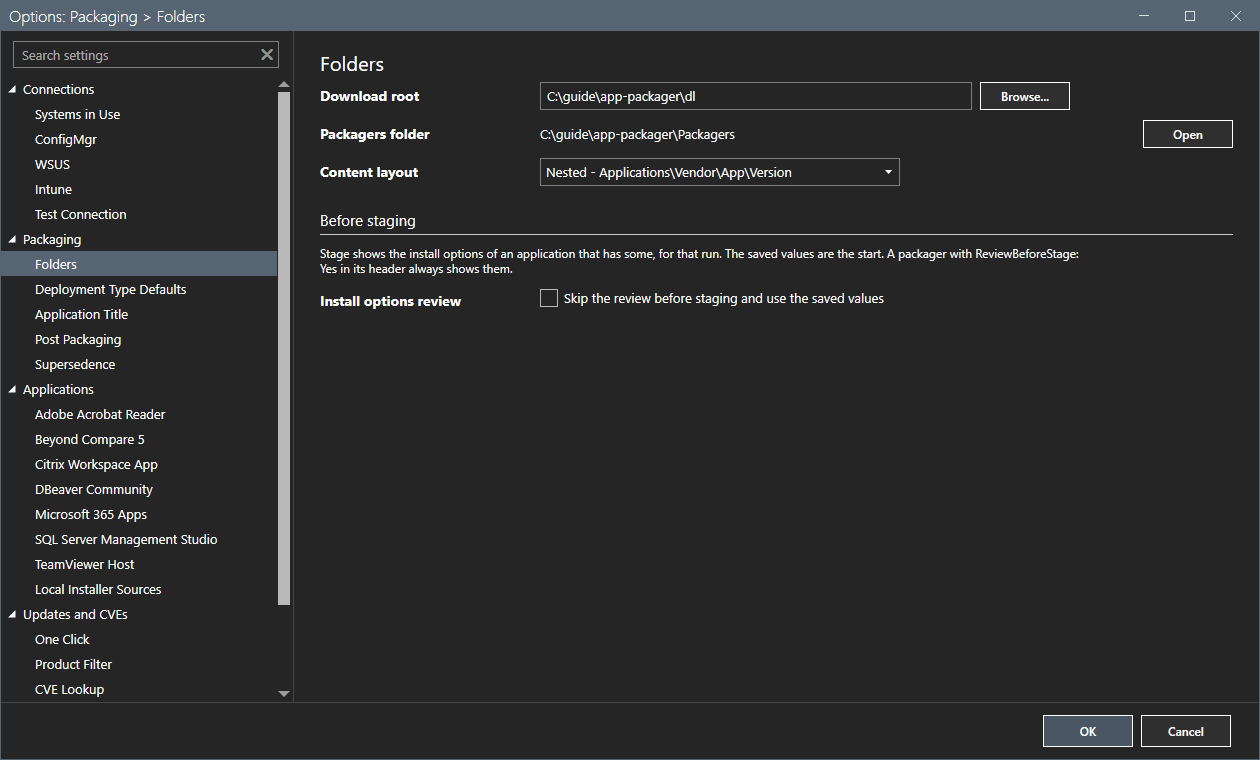 Options: Packaging > Folders
Search settings
Connections
Systems in Use
ConfigMgr
WSUS
Intune
Test Connection
Packaging
Folders
Deployment Type Defaults
Application Title
Post Packaging
Supersedence
Applications
Adobe Acrobat Reader
Beyond Compare 5
Citrix Workspace App
DBeaver Community
Microsoft 365 Apps
SQL Server Management Studio
TeamViewer Host
Local Installer Sources
Updates and CVEs
One Click
Product Filter
CVE Lookup
Folders
Download root C:\guide\app-packager\dl Browse...
Packagers folder C:\guide\app-packager\Packagers Open
Content layout Nested - Applications\Vendor\App\Version
Before staging
Stage shows the install options of an application that has some, for that run. The saved values are the start. A packager with ReviewBeforeStage:
Yes in its header always shows them.
Install options review Skip the review before staging and use the saved values
OK Cancel